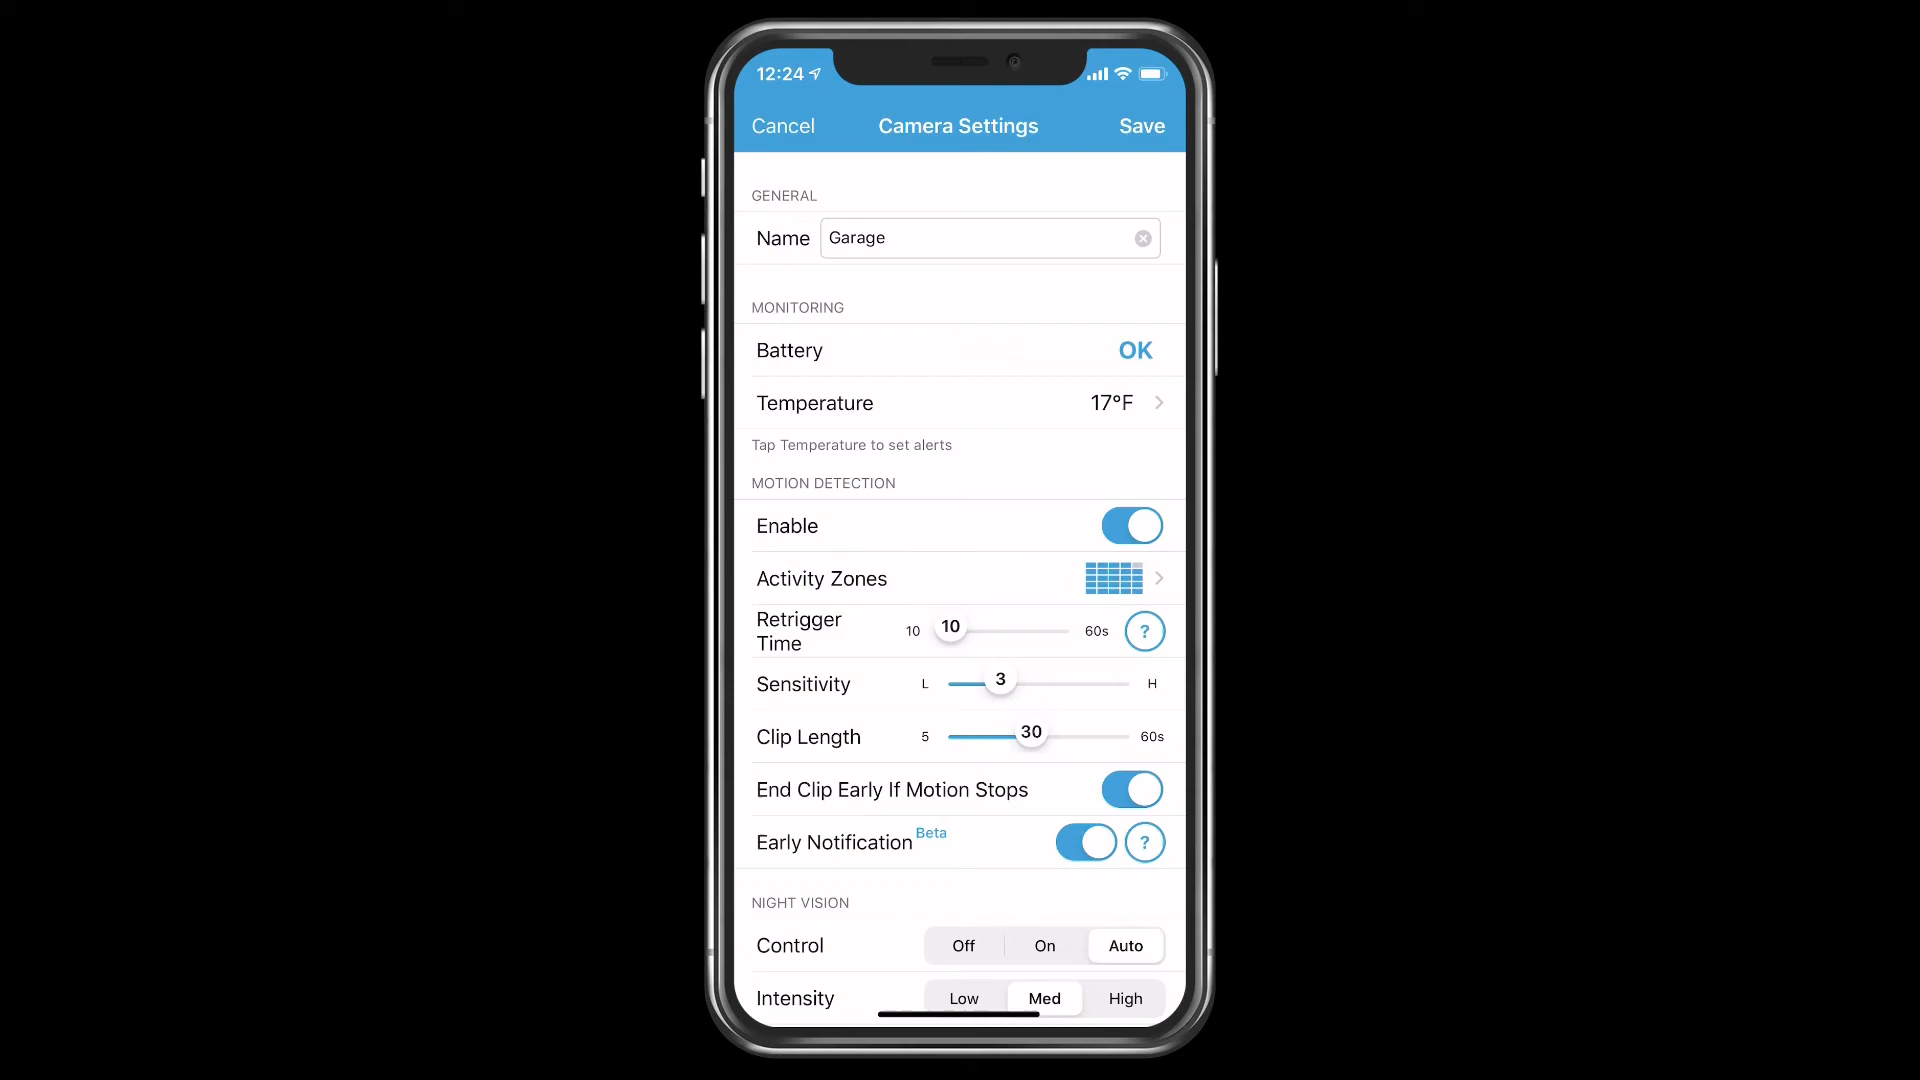 12:24
Cancel Camera Settings Save
GENERAL
Name Garage
MONITORING
Battery OK
Temperature 17°F
Tap Temperature to set alerts
MOTION DETECTION
Enable
Activity Zones
Retrigger
Time 10 10 60s ?
Sensitivity L 3 H
Clip Length 5 30 60s
End Clip Early If Motion Stops
Early Notification Beta ?
NIGHT VISION
Control Off On Auto
Intensity Low Med High